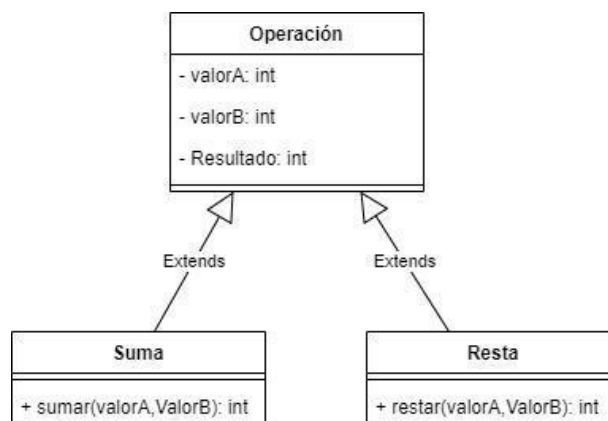 Operación
- valorA: int
- valorB: int
- Resultado: int
Extends
Extends
Suma
+ sumar(valorA,ValorB): int
Resta
+ restar(valorA,ValorB): int